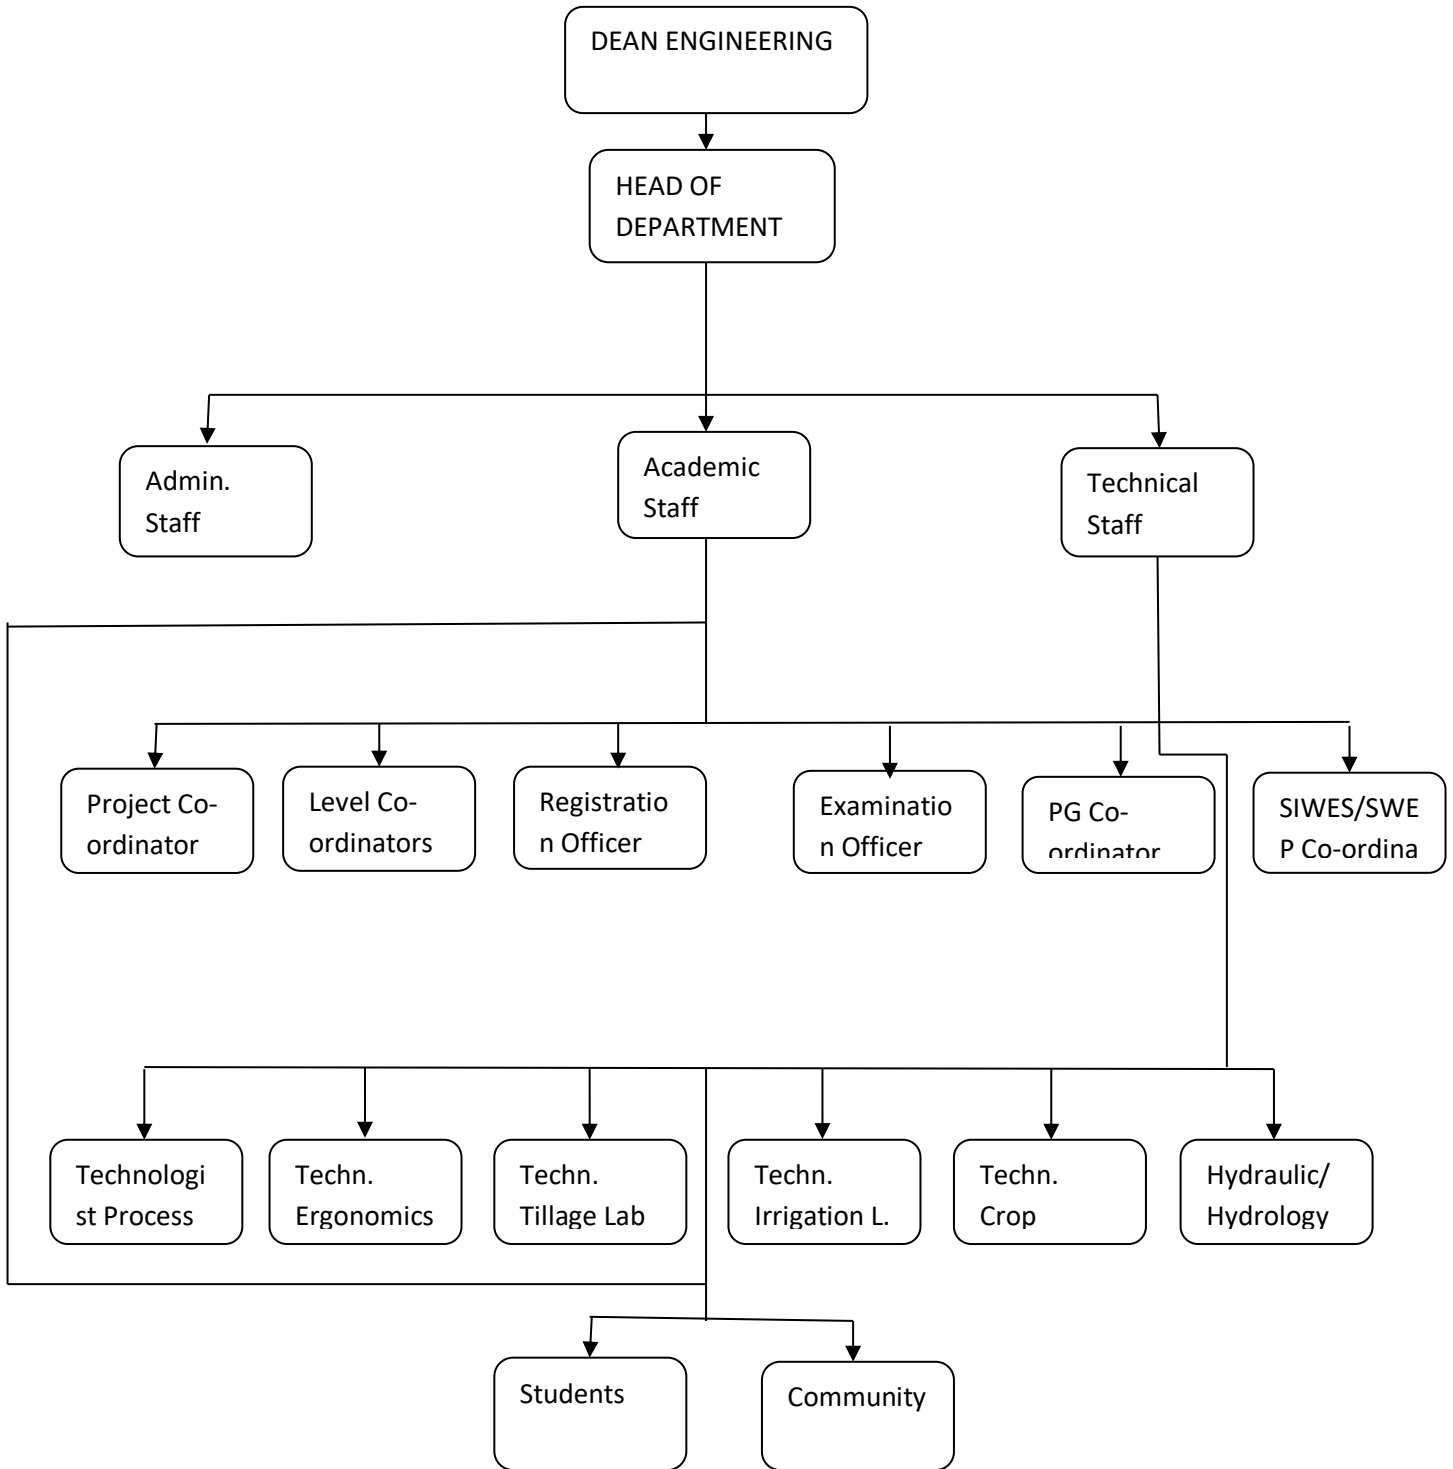 DEAN ENGINEERING
HEAD OF
DEPARTMENT
Admin.
Staff
Academic
Staff
Technical
Staff
Project Co-
ordinator
Level Co-
ordinators
Registratio
n Officer
Examinatio
n Officer
PG Co-
ordinator
SIWES/SWE
P Co-ordina
Technologi
st Process
Techn.
Ergonomics
Techn.
Tillage Lab
Techn.
Irrigation L.
Techn.
Crop
Hydraulic/
Hydrology
Students
Community